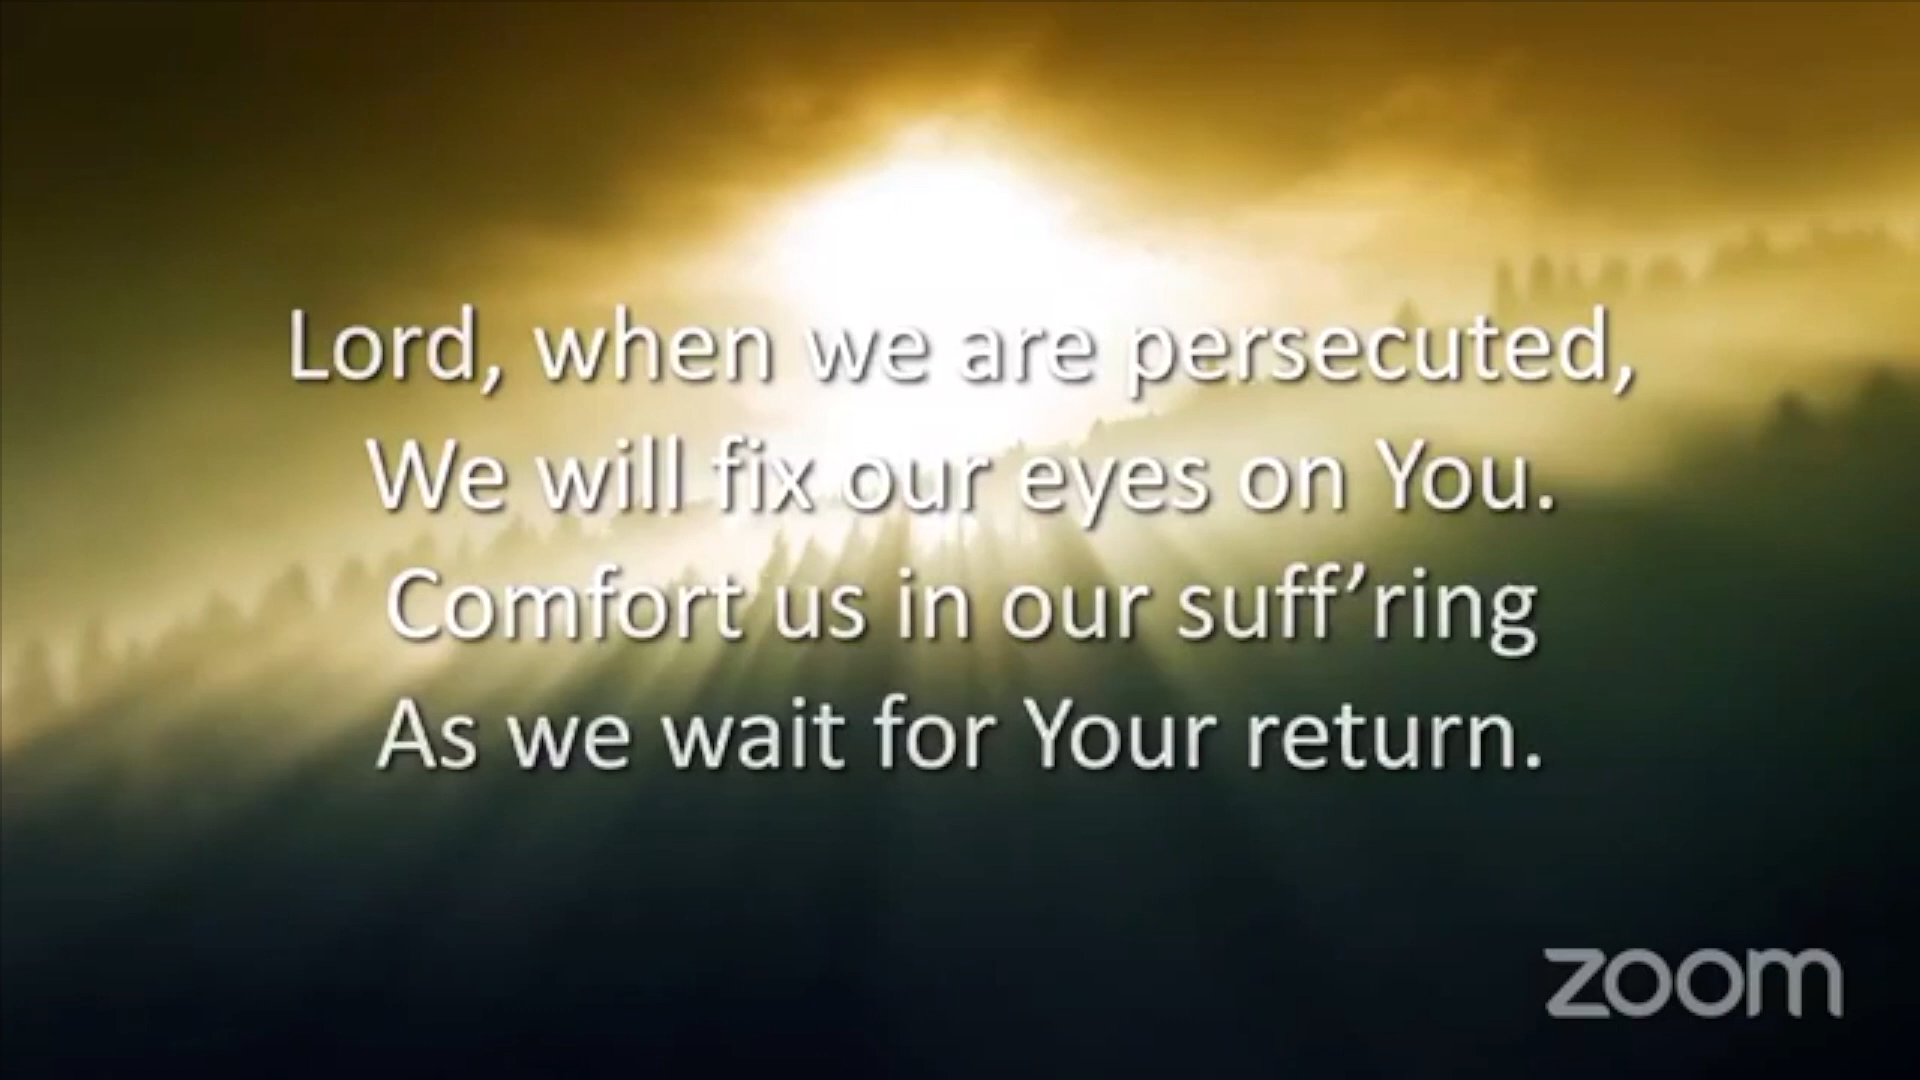 Lord, when we are persecuted,
We will fix our eyes on You.
Comfort us in our suff’ring
As we wait for Your return.
zoom